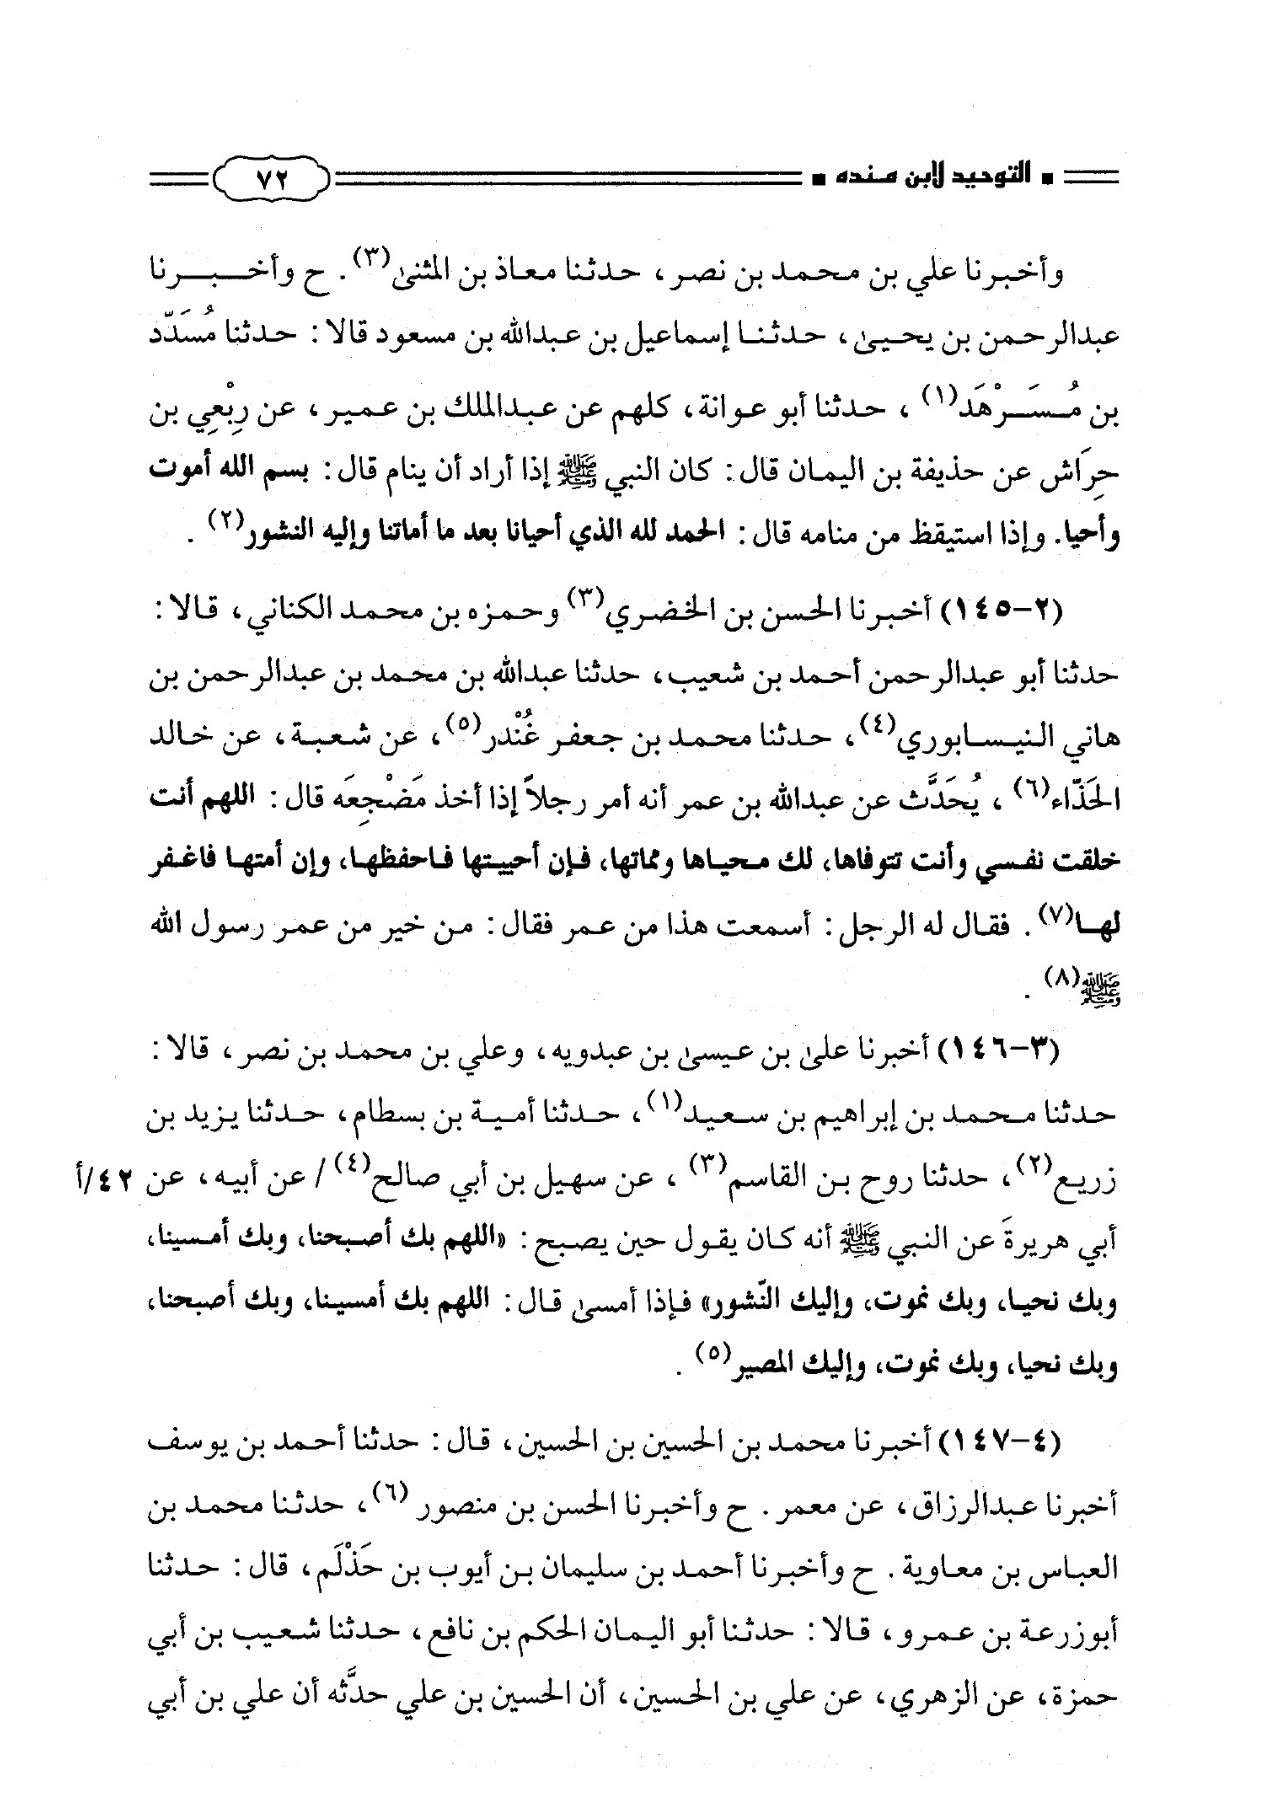 التوحيد لابن منده ٧٢
وأخبرنا علي بن محمد بن نصر، حدثنا معاذ بن المثنى(٣). ح وأخبرنا
عبدالرحمن بن يحيى، حدثنا إسماعيل بن عبدالله بن مسعود قالا: حدثنا مُسَدّد
بن مُسَرْهَد(١)، حدثنا أبو عوانة، كلهم عن عبدالملك بن عمير، عن رِبْعي بن
حِرَاش عن حذيفة بن اليمان قال: كان النبي ﷺ إذا أراد أن ينام قال: بسم الله أموت
وأحيا. وإذا استيقظ من منامه قال: الحمد لله الذي أحيانا بعد ما أماتنا وإليه النشور(٢).
(٢-١٤٥) أخبرنا الحسن بن الخضري(٣) وحمزه بن محمد الكناني، قالا:
حدثنا أبو عبدالرحمن أحمد بن شعيب، حدثنا عبدالله بن محمد بن عبدالرحمن بن
هاني النيسابوري(٤)، حدثنا محمد بن جعفر غُنْدر(٥)، عن شعبة، عن خالد
الحَذّاء(٦)، يُحَدَّث عن عبدالله بن عمر أنه أمر رجلاً إذا أخذ مَضْجِعَه قال: اللهم أنت
خلقت نفسي وأنت تتوفاها، لك محياها ومماتها، فإن أحييتها فاحفظها، وإن أمتها فاغفر
لها(٧). فقال له الرجل: أسمعت هذا من عمر فقال: من خير من عمر رسول الله
ﷺ(٨).
(٣-١٤٦) أخبرنا علىٰ بن عيسىٰ بن عبدويه، وعلي بن محمد بن نصر، قالا:
حدثنا محمد بن إبراهيم بن سعيد(١)، حدثنا أمية بن بسطام، حدثنا يزيد بن
زريع(٢)، حدثنا روح بن القاسم(٣)، عن سهيل بن أبي صالح(٤)/ عن أبيه، عن ٤٢/أ
أبي هريرةَ عن النبي ﷺ أنه كان يقول حين يصبح: «اللهم بك أصبحنا، وبك أمسينا،
وبك نحيا، وبك نموت، وإليك النّشور» فإذا أمسىٰ قال: اللهم بك أمسينا، وبك أصبحنا،
وبك نحيا، وبك نموت، وإليك المصير(٥).
(٤-١٤٧) أخبرنا محمد بن الحسين بن الحسين، قال: حدثنا أحمد بن يوسف
أخبرنا عبدالرزاق، عن معمر. ح وأخبرنا الحسن بن منصور(٦)، حدثنا محمد بن
العباس بن معاوية. ح وأخبرنا أحمد بن سليمان بن أيوب بن حَذْلَم، قال: حدثنا
أبوزرعة بن عمرو، قالا: حدثنا أبو اليمان الحكم بن نافع، حدثنا شعيب بن أبي
حمزة، عن الزهري، عن علي بن الحسين، أن الحسين بن علي حدَّثه أن علي بن أبي